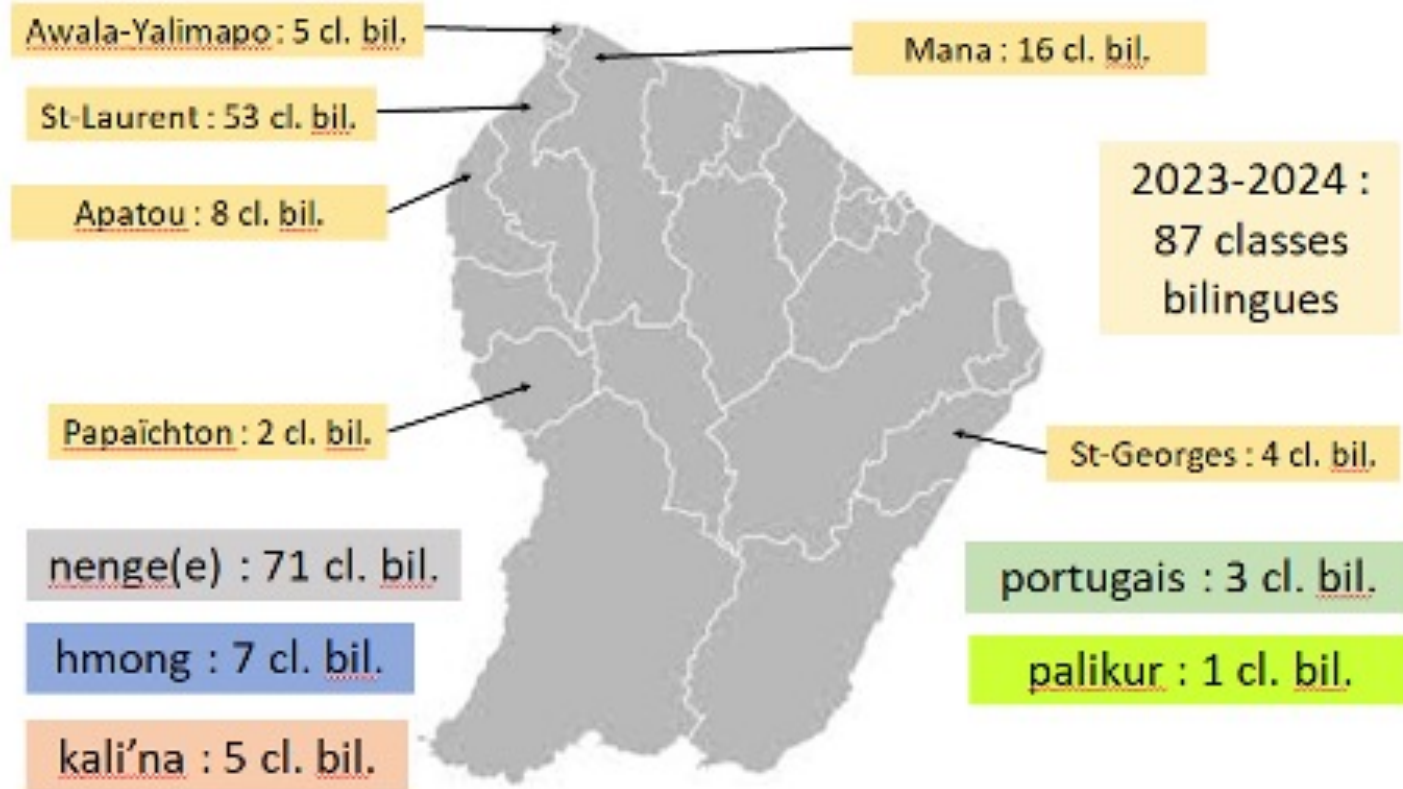 Awala-Yalimapo : 5 cl. bil.
Mana : 16 cl. bil.
St-Laurent : 53 cl. bil.
Apatou : 8 cl. bil.
2023-2024 :
87 classes
bilingues
Papaïchton : 2 cl. bil.
St-Georges : 4 cl. bil.
nenge(e) : 71 cl. bil.
hmong : 7 cl. bil.
kali’na : 5 cl. bil.
portugais : 3 cl. bil.
palikur : 1 cl. bil.